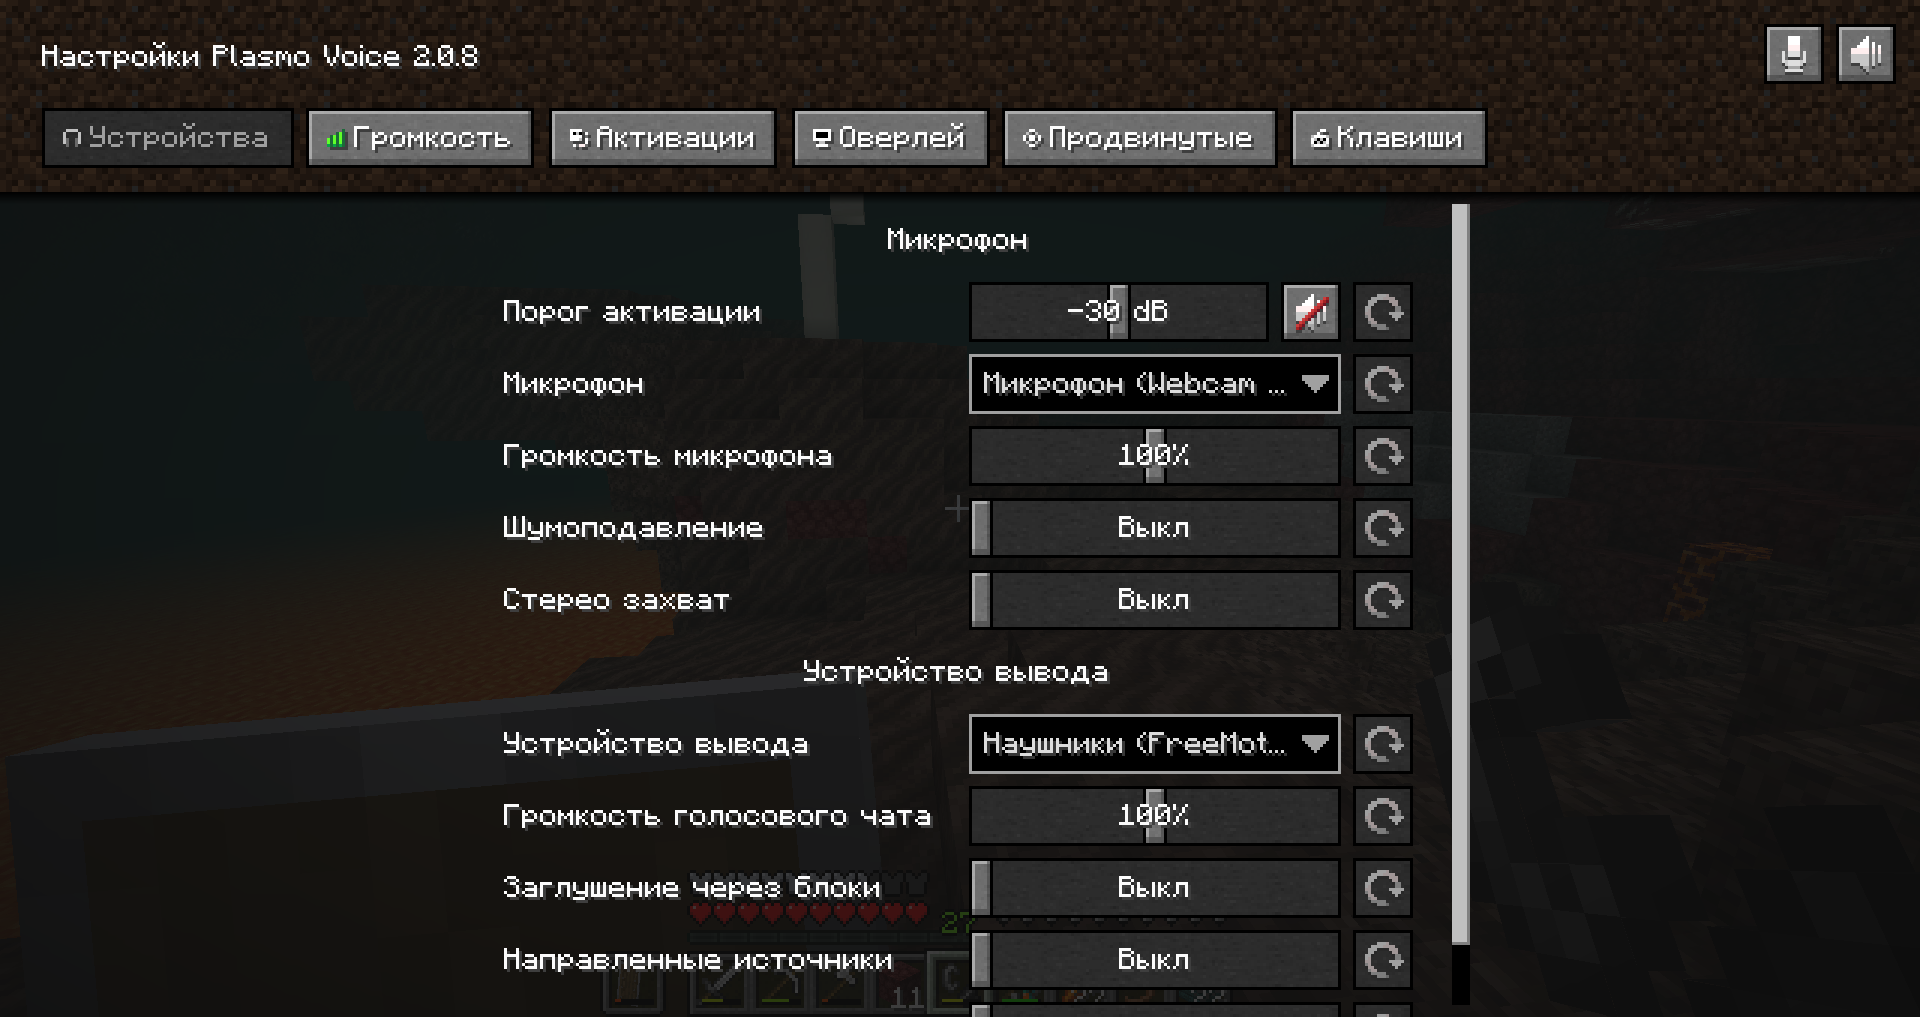 Настройки Plasmo Voice 2.0.8
Устройства Громкость Активации Оверлей Продвинутые Клавиши
Микрофон
Порог активации -30 dB
Микрофон Микрофон (Webcam ...
Громкость микрофона 100%
Шумоподавление Выкл
Стерео захват Выкл
Устройство вывода
Устройство вывода Наушники (FreeMot...
Громкость голосового чата 100%
Заглушение через блоки Выкл
27
Направленные источники Выкл
11